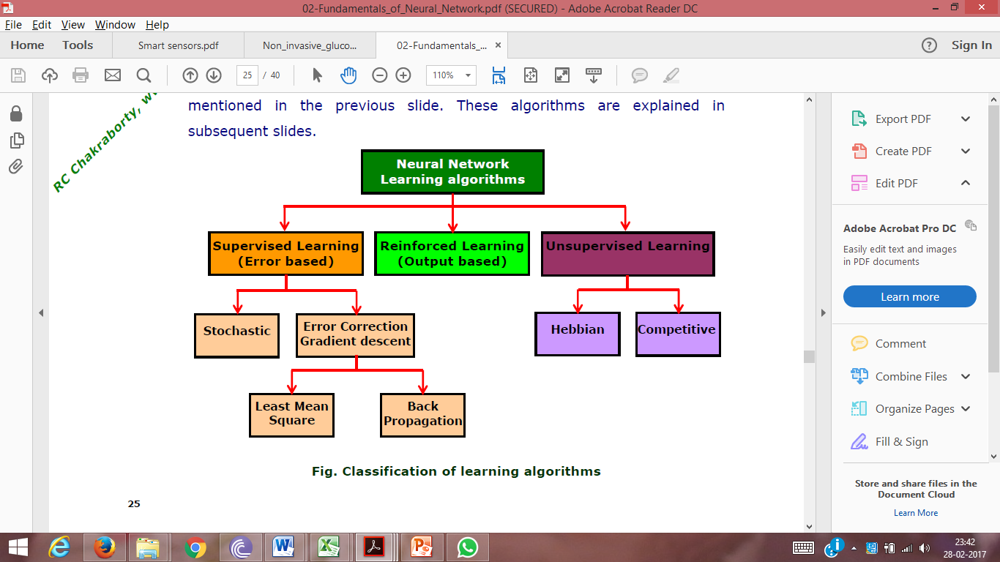 02-Fundamentals_of_Neural_Network.pdf (SECURED) - Adobe Acrobat Reader DC
File Edit View Window Help
Home Tools Smart sensors.pdf Non_invasive_gluco... 02-Fundamentals_... × Sign In
25 / 40 110%
RC Chakraborty,
mentioned in the previous slide. These algorithms are explained in
subsequent slides.
Neural Network
Learning algorithms
Supervised Learning
(Error based)
Reinforced Learning
(Output based)
Unsupervised Learning
Stochastic
Error Correction
Gradient descent
Hebbian
Competitive
Least Mean
Square
Back
Propagation
Fig. Classification of learning algorithms
25
Export PDF
Create PDF
Edit PDF
Adobe Acrobat Pro DC
Easily edit text and images
in PDF documents
Learn more
Comment
Combine Files
Organize Pages
Fill & Sign
Store and share files in the
Document Cloud
Learn More
23:42
28-02-2017